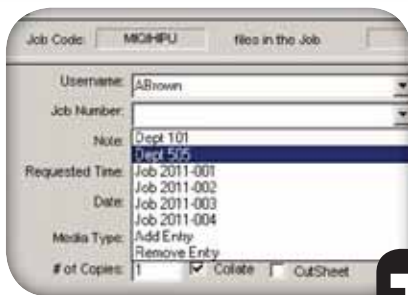 Job Code: MIGIHIPU files in the Job
Username: ABrown
Job Number:
Note: Dept 101
Dept 505
Requested Time: Job 2011-001
Job 2011-002
Date: Job 2011-003
Job 2011-004
Media Type: Add Entry
Remove Entry
# of Copies: 1 Collate CutSheet